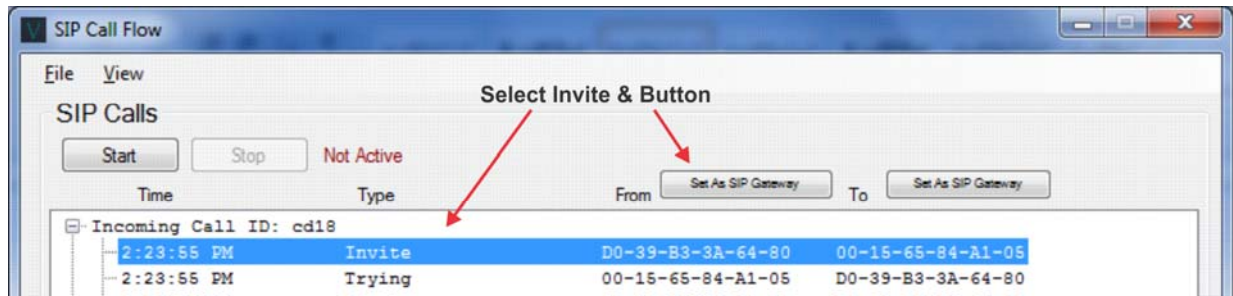 SIP Call Flow
File View
Select Invite & Button
SIP Calls
Start Stop Not Active
Time Type From Set As SIP Gateway To Set As SIP Gateway
Incoming Call ID: cd18
2:23:55 PM Invite D0-39-B3-3A-64-80 00-15-65-84-A1-05
2:23:55 PM Trying 00-15-65-84-A1-05 D0-39-B3-3A-64-80